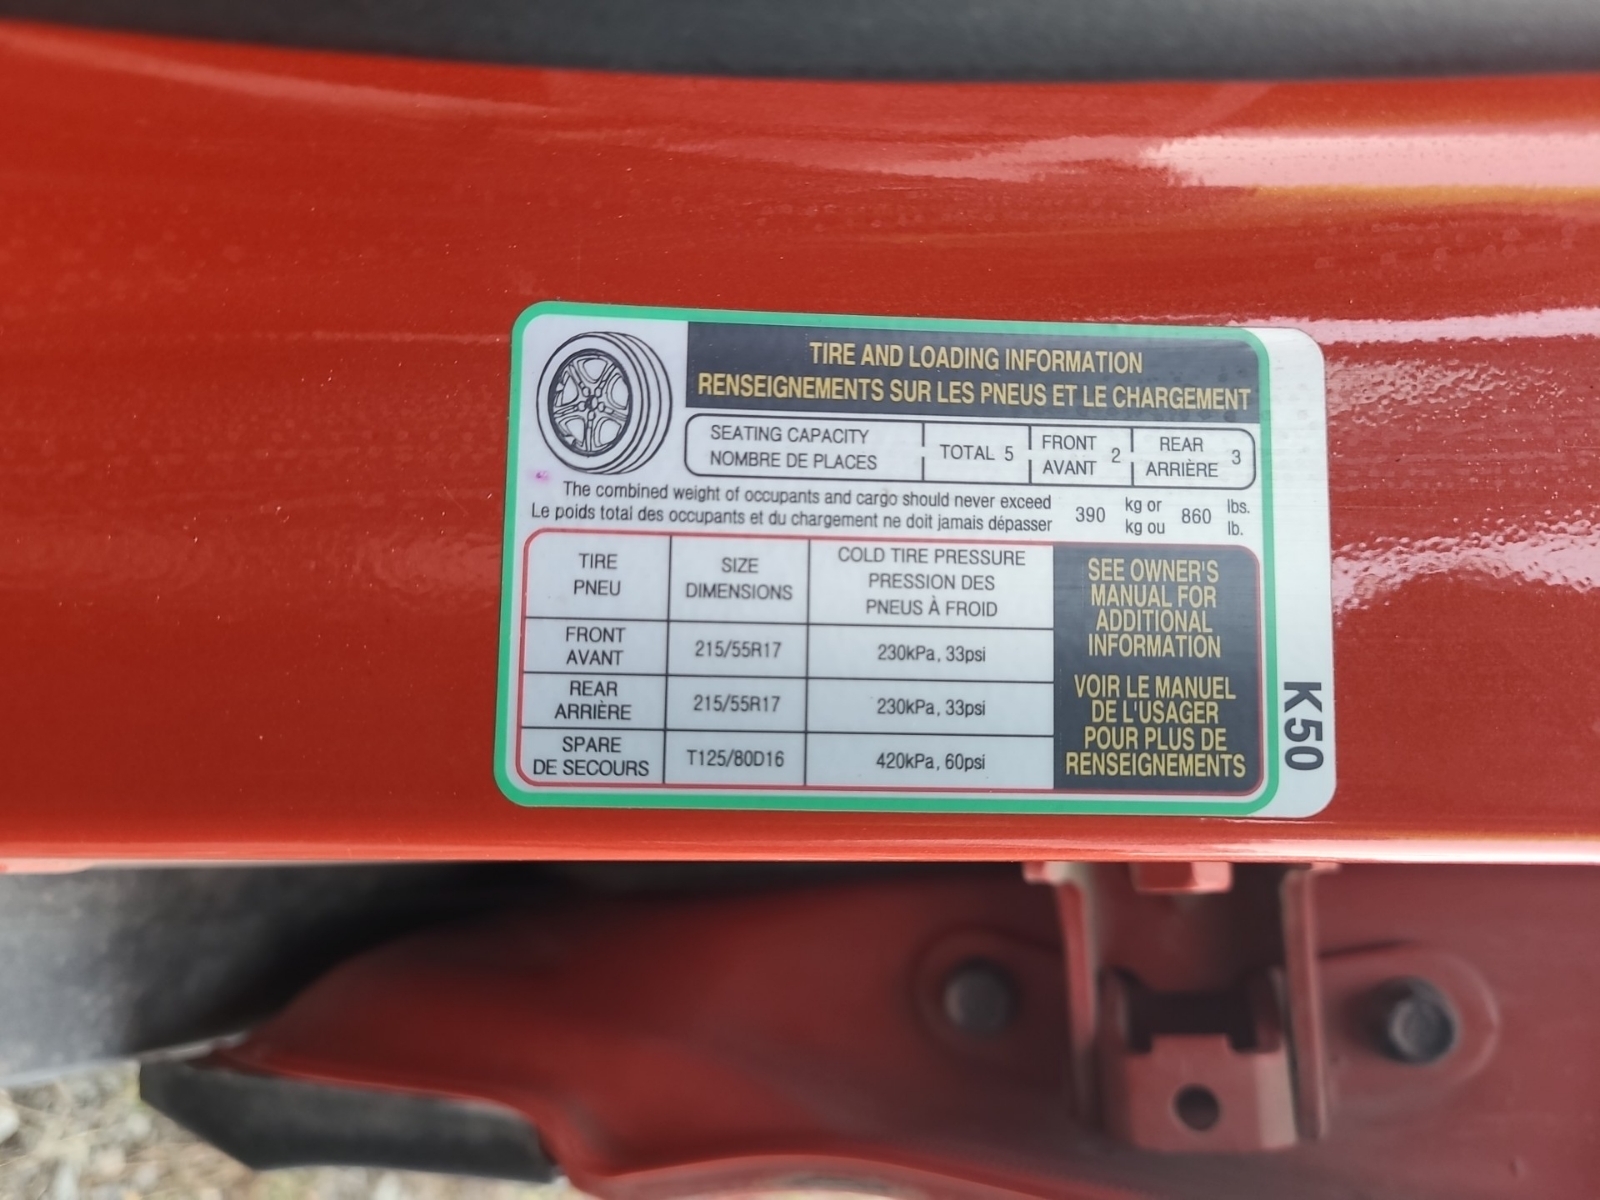 TIRE AND LOADING INFORMATION
RENSEIGNEMENTS SUR LES PNEUS ET LE CHARGEMENT
SEATING CAPACITY
NOMBRE DE PLACES
TOTAL 5
FRONT
AVANT
2
REAR
ARRIÈRE
3
The combined weight of occupants and cargo should never exceed
Le poids total des occupants et du chargement ne doit jamais dépasser
390
kg or
kg ou
860
lbs.
lb.
TIRE
PNEU
SIZE
DIMENSIONS
COLD TIRE PRESSURE
PRESSION DES
PNEUS À FROID
FRONT
AVANT
215/55R17
230kPa, 33psi
REAR
ARRIÈRE
215/55R17
230kPa, 33psi
SPARE
DE SECOURS
T125/80D16
420kPa, 60psi
SEE OWNER'S
MANUAL FOR
ADDITIONAL
INFORMATION
VOIR LE MANUEL
DE L'USAGER
POUR PLUS DE
RENSEIGNEMENTS
K50